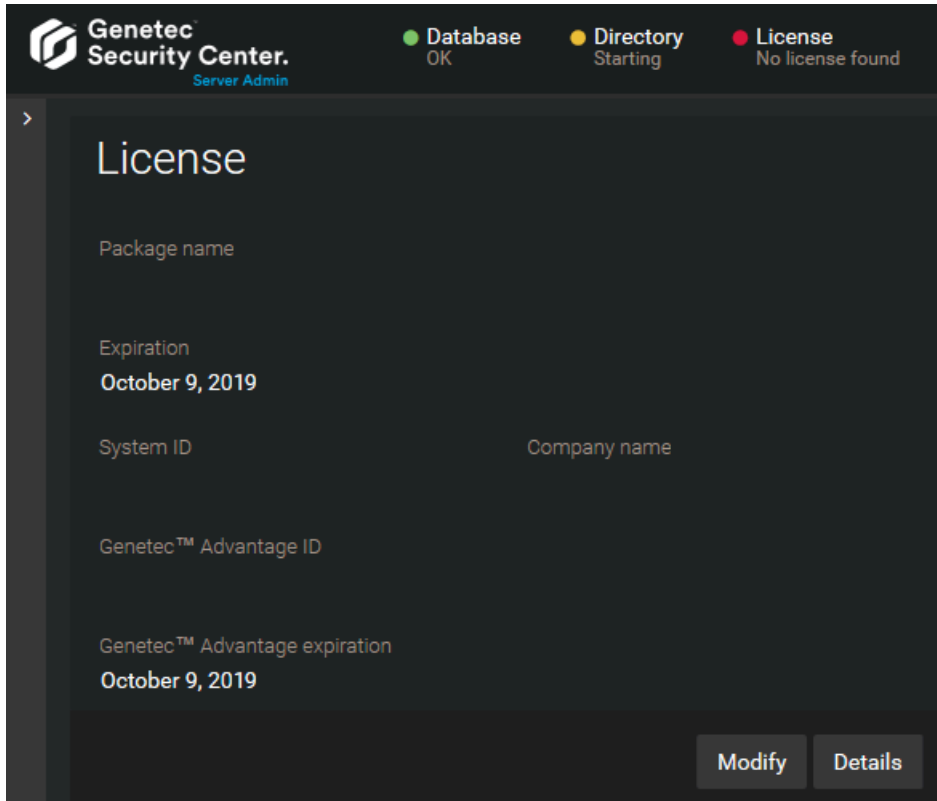 Genetec™
Security Center.
Server Admin
Database
OK
Directory
Starting
License
No license found
License
Package name
Expiration
October 9, 2019
System ID
Company name
Genetec™ Advantage ID
Genetec™ Advantage expiration
October 9, 2019
Modify
Details